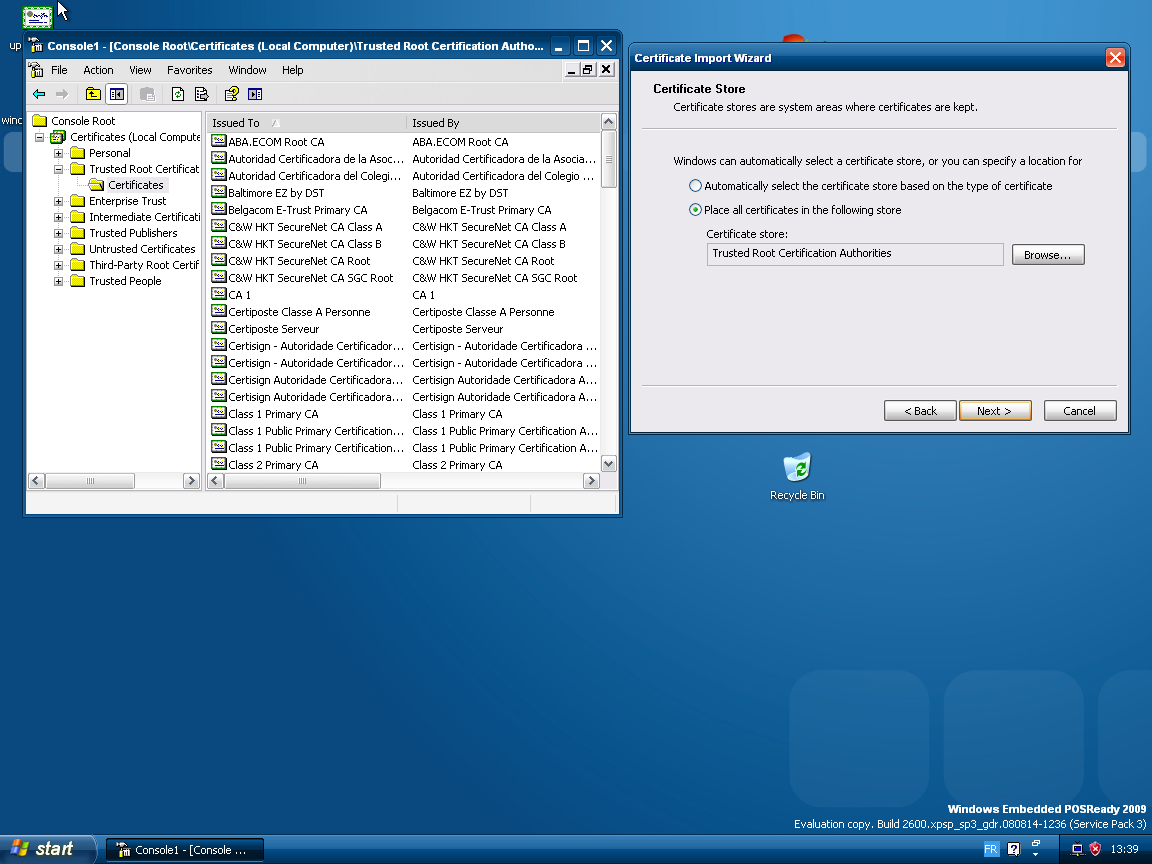 up
Console1 - [Console Root\Certificates (Local Computer)\Trusted Root Certification Autho...
File Action View Favorites Window Help
wind
Console Root
Certificates (Local Compute
Personal
Trusted Root Certificat
Certificates
Enterprise Trust
Intermediate Certificati
Trusted Publishers
Untrusted Certificates
Third-Party Root Certif
Trusted People
Issued To Issued By
ABA.ECOM Root CA ABA.ECOM Root CA
Autoridad Certificadora de la Asoc... Autoridad Certificadora de la Asocia...
Autoridad Certificadora del Colegi... Autoridad Certificadora del Colegio ...
Baltimore EZ by DST Baltimore EZ by DST
Belgacom E-Trust Primary CA Belgacom E-Trust Primary CA
C&W HKT SecureNet CA Class A C&W HKT SecureNet CA Class A
C&W HKT SecureNet CA Class B C&W HKT SecureNet CA Class B
C&W HKT SecureNet CA Root C&W HKT SecureNet CA Root
C&W HKT SecureNet CA SGC Root C&W HKT SecureNet CA SGC Root
CA 1 CA 1
Certiposte Classe A Personne Certiposte Classe A Personne
Certiposte Serveur Certiposte Serveur
Certisign - Autoridade Certificador... Certisign - Autoridade Certificadora ...
Certisign - Autoridade Certificador... Certisign - Autoridade Certificadora ...
Certisign Autoridade Certificadora... Certisign Autoridade Certificadora A...
Certisign Autoridade Certificadora... Certisign Autoridade Certificadora A...
Class 1 Primary CA Class 1 Primary CA
Class 1 Public Primary Certification... Class 1 Public Primary Certification A...
Class 1 Public Primary Certification... Class 1 Public Primary Certification A...
Class 2 Primary CA Class 2 Primary CA
Certificate Import Wizard
Certificate Store
Certificate stores are system areas where certificates are kept.
Windows can automatically select a certificate store, or you can specify a location for
Automatically select the certificate store based on the type of certificate
Place all certificates in the following store
Certificate store:
Trusted Root Certification Authorities Browse...
< Back Next > Cancel
Recycle Bin
Windows Embedded POSReady 2009
Evaluation copy. Build 2600.xpsp_sp3_gdr.080814-1236 (Service Pack 3)
start Console1 - [Console ... FR 13:39